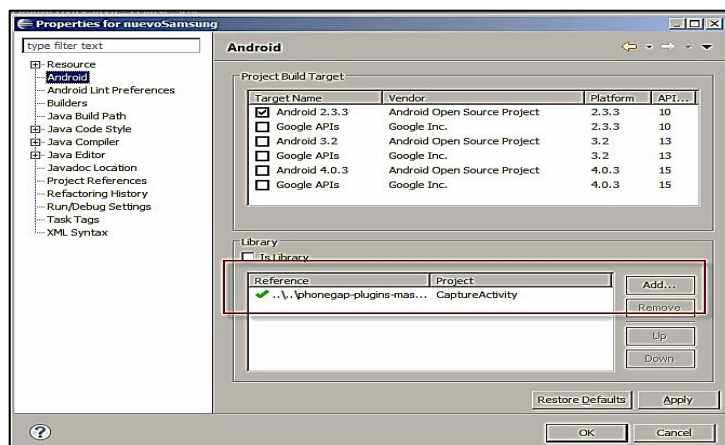 Properties for nuevoSamsung
type filter text
Android
Resource
Android
Android Lint Preferences
Builders
Java Build Path
Java Code Style
Java Compiler
Java Editor
Javadoc Location
Project References
Refactoring History
Run/Debug Settings
Task Tags
XML Syntax
Project Build Target
Target Name Vendor Platform API...
Android 2.3.3 Android Open Source Project 2.3.3 10
Google APIs Google Inc. 2.3.3 10
Android 3.2 Android Open Source Project 3.2 13
Google APIs Google Inc. 3.2 13
Android 4.0.3 Android Open Source Project 4.0.3 15
Google APIs Google Inc. 4.0.3 15
Library
Is Library
Reference Project
..\..\phonegap-plugins-mas... CaptureActivity
Add...
Remove
Up
Down
Restore Defaults Apply
OK Cancel